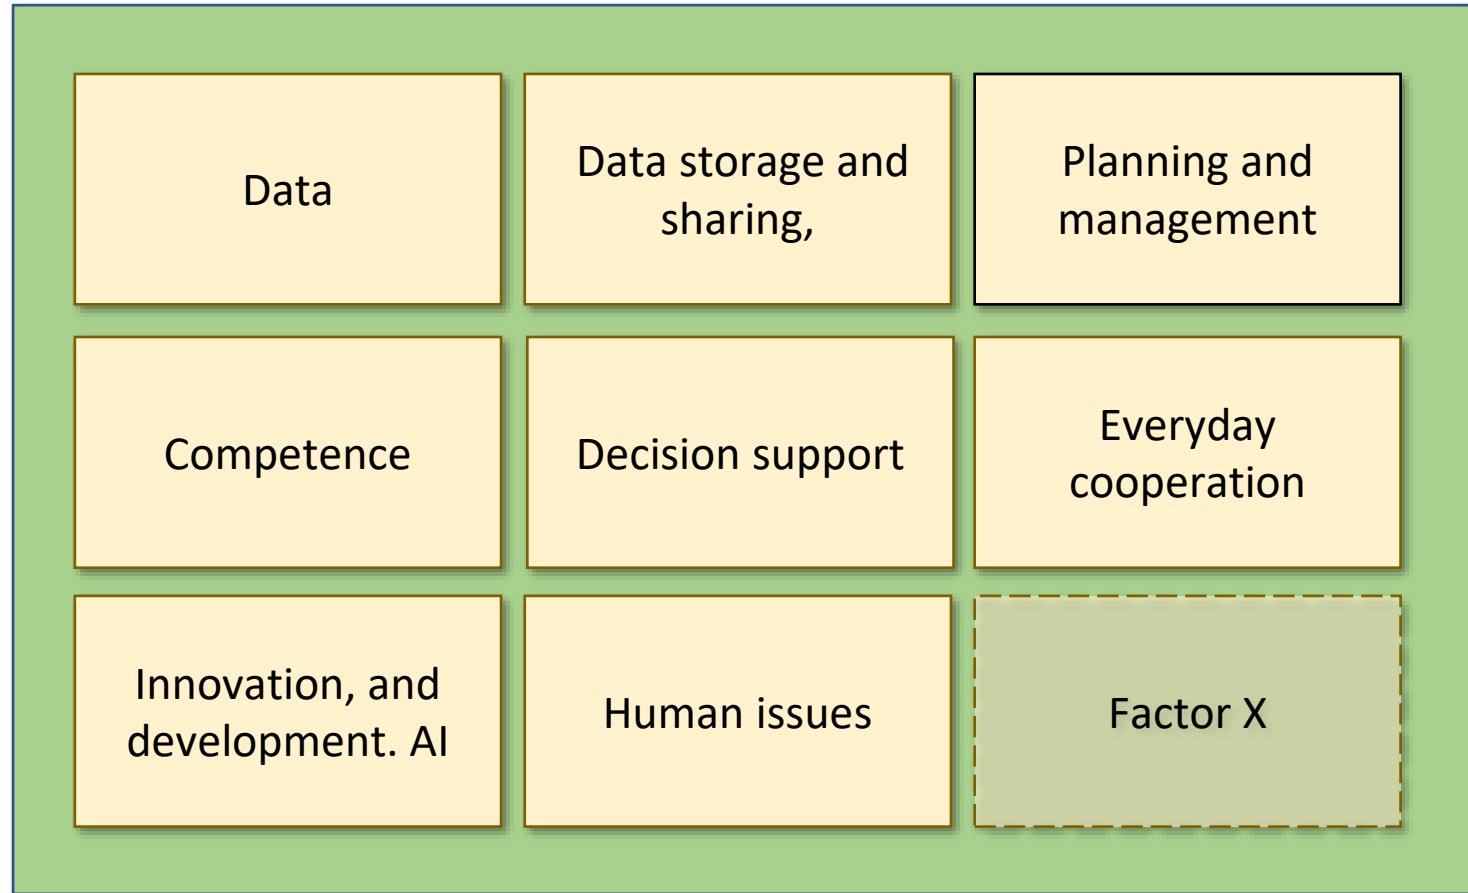 Data
Data storage and
sharing,
Planning and
management
Competence
Decision support
Everyday
cooperation
Innovation, and
development. AI
Human issues
Factor X